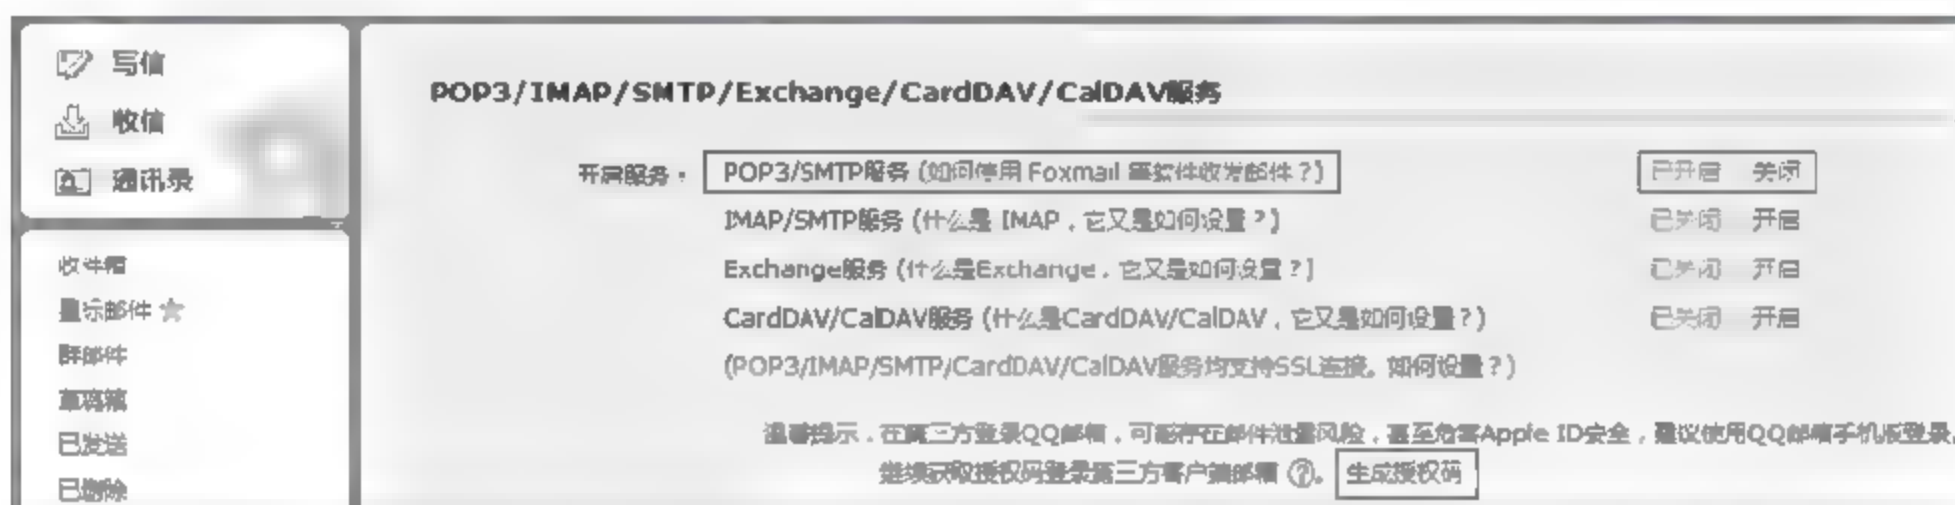 写信
收信
通讯录
收件箱
星标邮件
群邮件
草稿箱
已发送
已删除
POP3/IMAP/SMTP/Exchange/CardDAV/CalDAV服务
开启服务: POP3/SMTP服务 (如何使用 Foxmail 等软件收发邮件?) 已开启 关闭
IMAP/SMTP服务 (什么是 IMAP,它又是如何设置?) 已关闭 开启
Exchange服务 (什么是Exchange,它又是如何设置?) 已关闭 开启
CardDAV/CalDAV服务 (什么是CardDAV/CalDAV,它又是如何设置?) 已关闭 开启
(POP3/IMAP/SMTP/CardDAV/CalDAV服务均支持SSL连接。如何设置?)
温馨提示,在第三方登录QQ邮箱,可能存在邮件泄露风险,甚至危害Apple ID安全,建议使用QQ邮箱手机版登录。
继续获取授权码登录第三方客户端邮箱 ?。 生成授权码